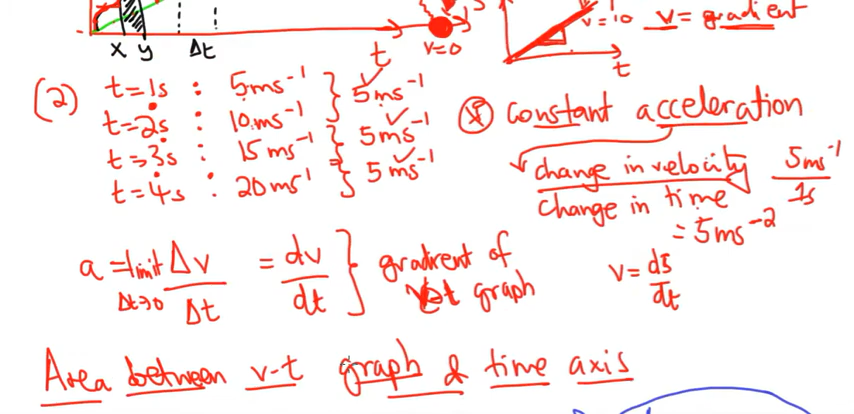 x y Δt t v=0 s v=10 v = gradient
t
(2) t=1s : 5ms⁻¹ } 5ms⁻¹
t=2s : 10ms⁻¹ } 5ms⁻¹
t=3s : 15ms⁻¹ } 5ms⁻¹
t=4s : 20ms⁻¹
constant acceleration
change in velocity / change in time 5ms⁻¹ / 1s
= 5ms⁻²
a = limit Δt→0 Δv/Δt = dv/dt } gradient of v-t graph
v = ds/dt
Area between v-t graph & time axis